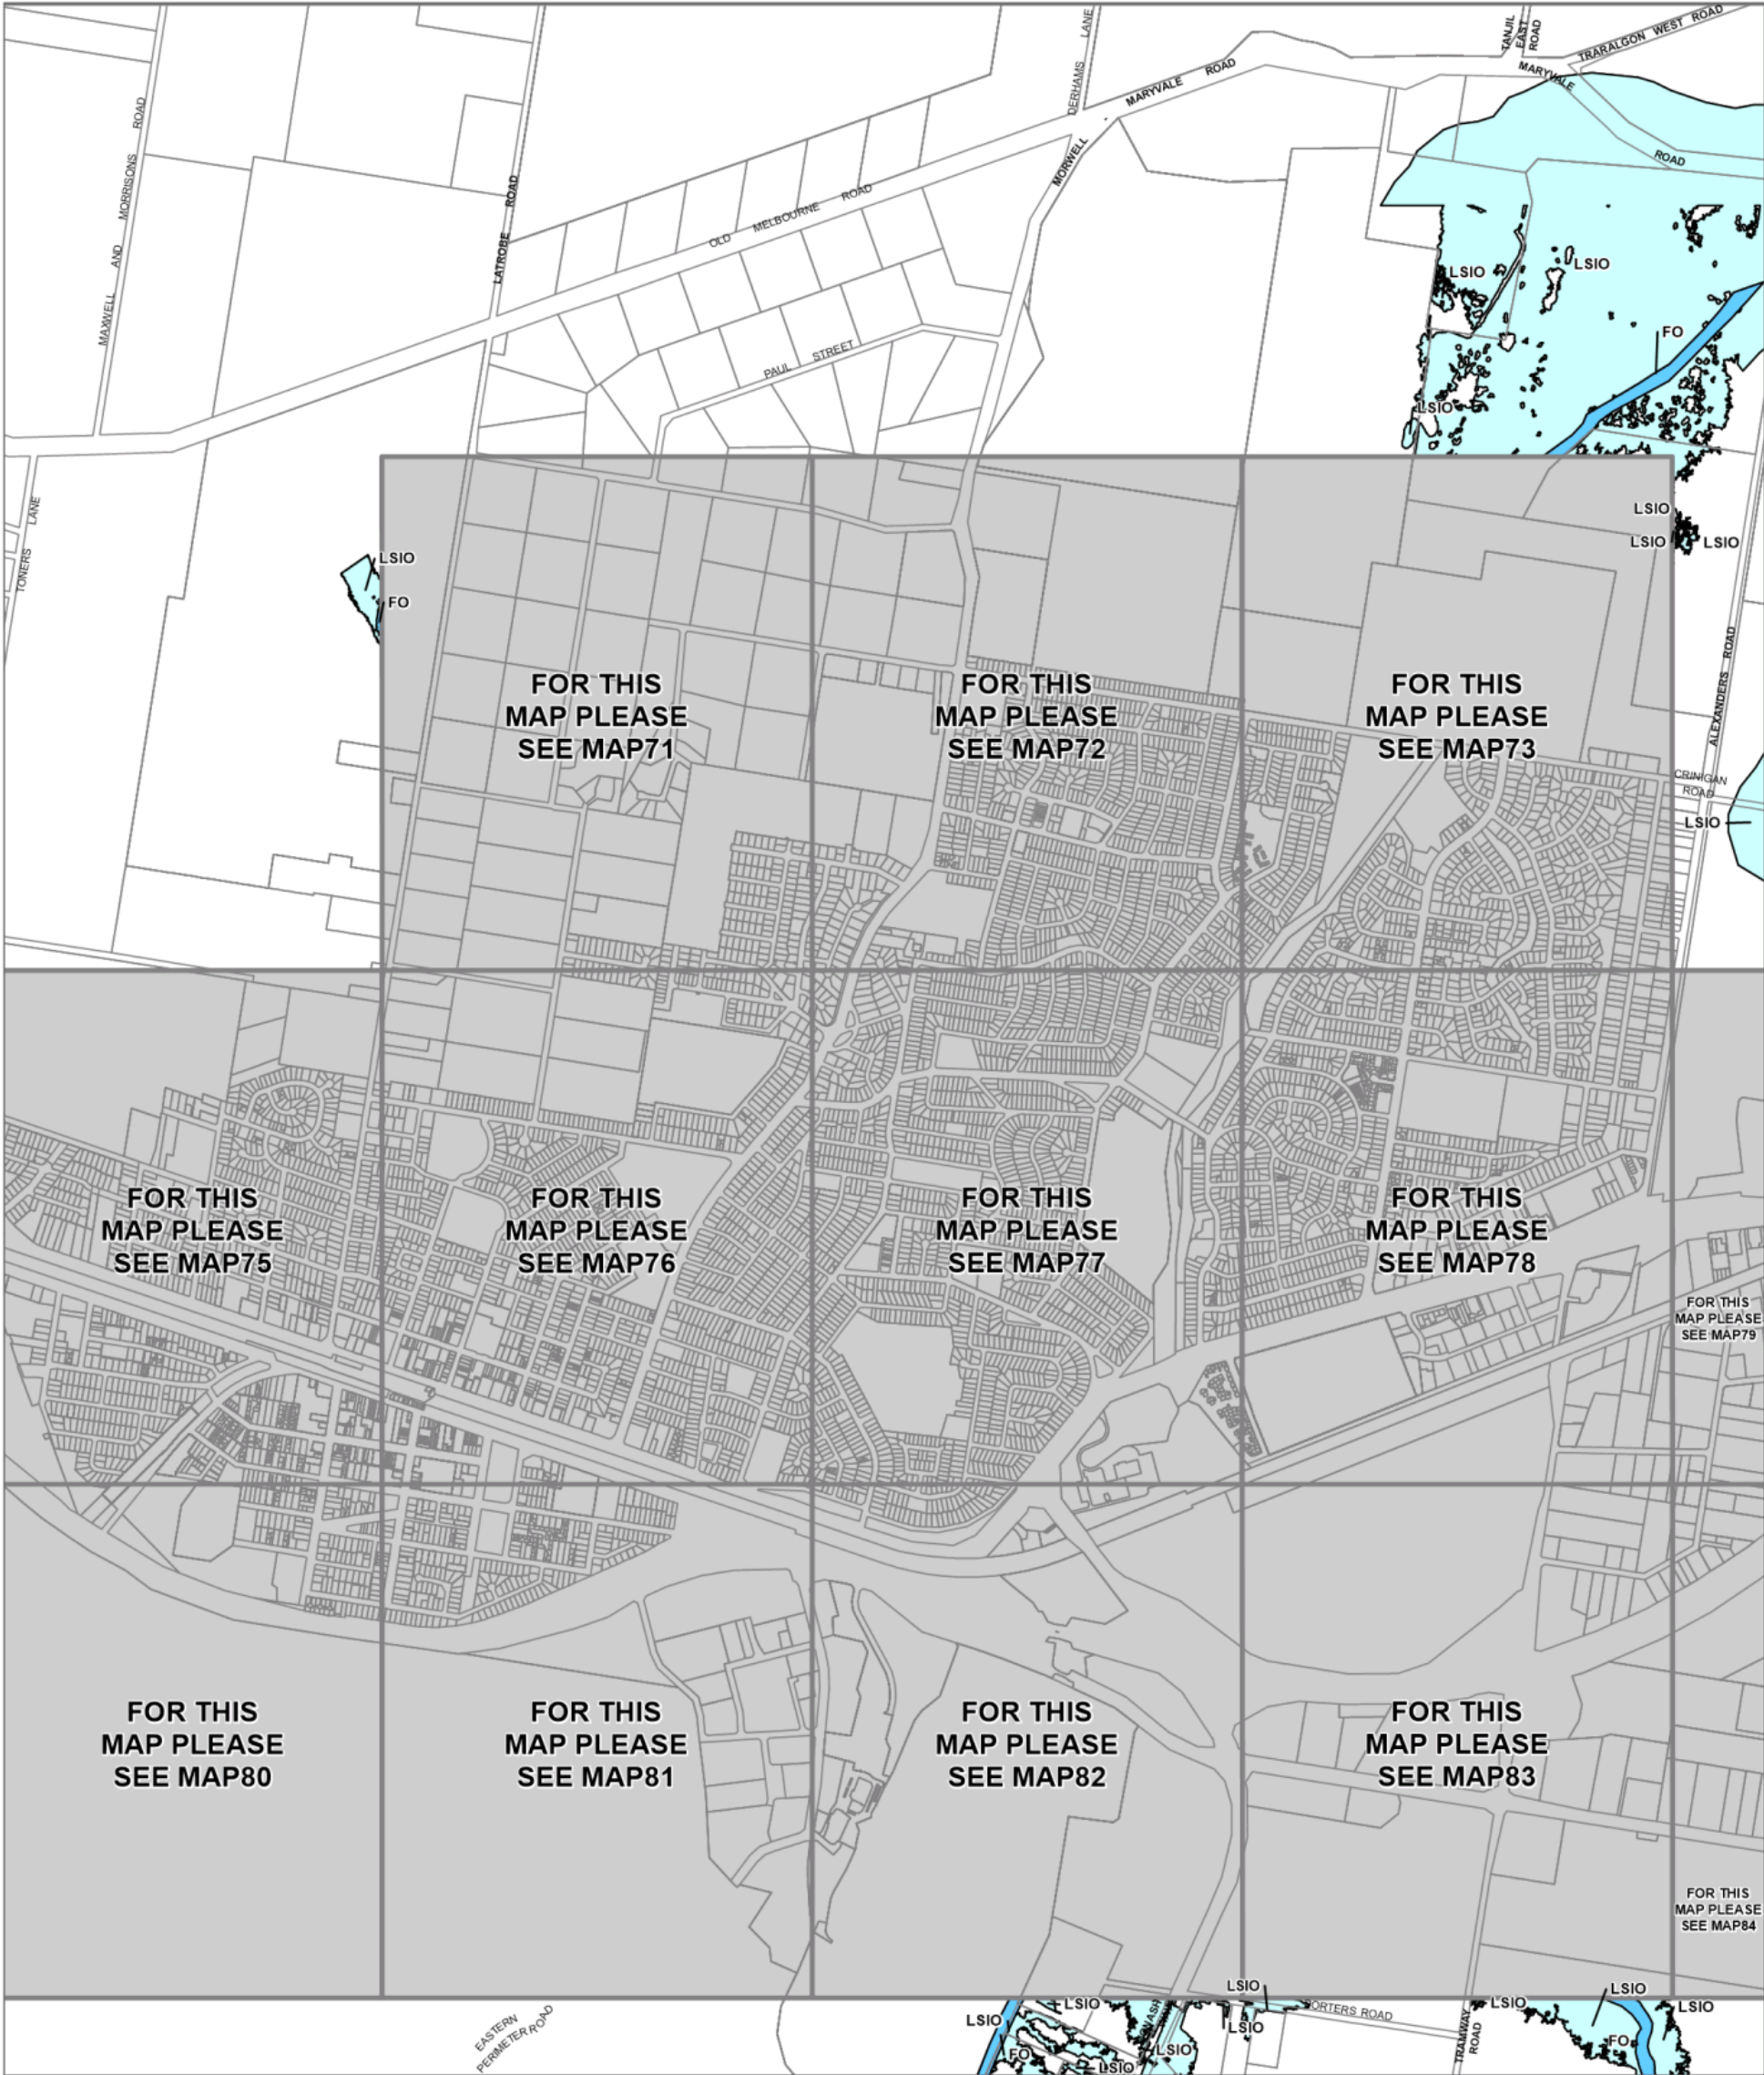 TANJIL
EAST
ROAD
TRARALGON WEST ROAD
DERHAMS LANE
MARYVALE ROAD
MARYVALE
ROAD
MAXWELL AND MORRISONS ROAD
MORWELL
LATROBE ROAD
OLD MELBOURNE ROAD
LSIO
LSIO
FO
PAUL STREET
LSIO
TONERS LANE
LSIO
LSIO
LSIO
LSIO
FO
ALEXANDERS ROAD
FOR THIS
MAP PLEASE
SEE MAP71
FOR THIS
MAP PLEASE
SEE MAP72
FOR THIS
MAP PLEASE
SEE MAP73
CRINIGAN
ROAD
LSIO
FOR THIS
MAP PLEASE
SEE MAP75
FOR THIS
MAP PLEASE
SEE MAP76
FOR THIS
MAP PLEASE
SEE MAP77
FOR THIS
MAP PLEASE
SEE MAP78
FOR THIS
MAP PLEASE
SEE MAP79
FOR THIS
MAP PLEASE
SEE MAP80
FOR THIS
MAP PLEASE
SEE MAP81
FOR THIS
MAP PLEASE
SEE MAP82
FOR THIS
MAP PLEASE
SEE MAP83
FOR THIS
MAP PLEASE
SEE MAP84
EASTERN
PERIMETER ROAD
LSIO
LSIO
FO
LSIO
LSIO
LSIO
LSIO
PORTERS ROAD
TRAMWAY
ROAD
LSIO
LSIO
FO
LSIO